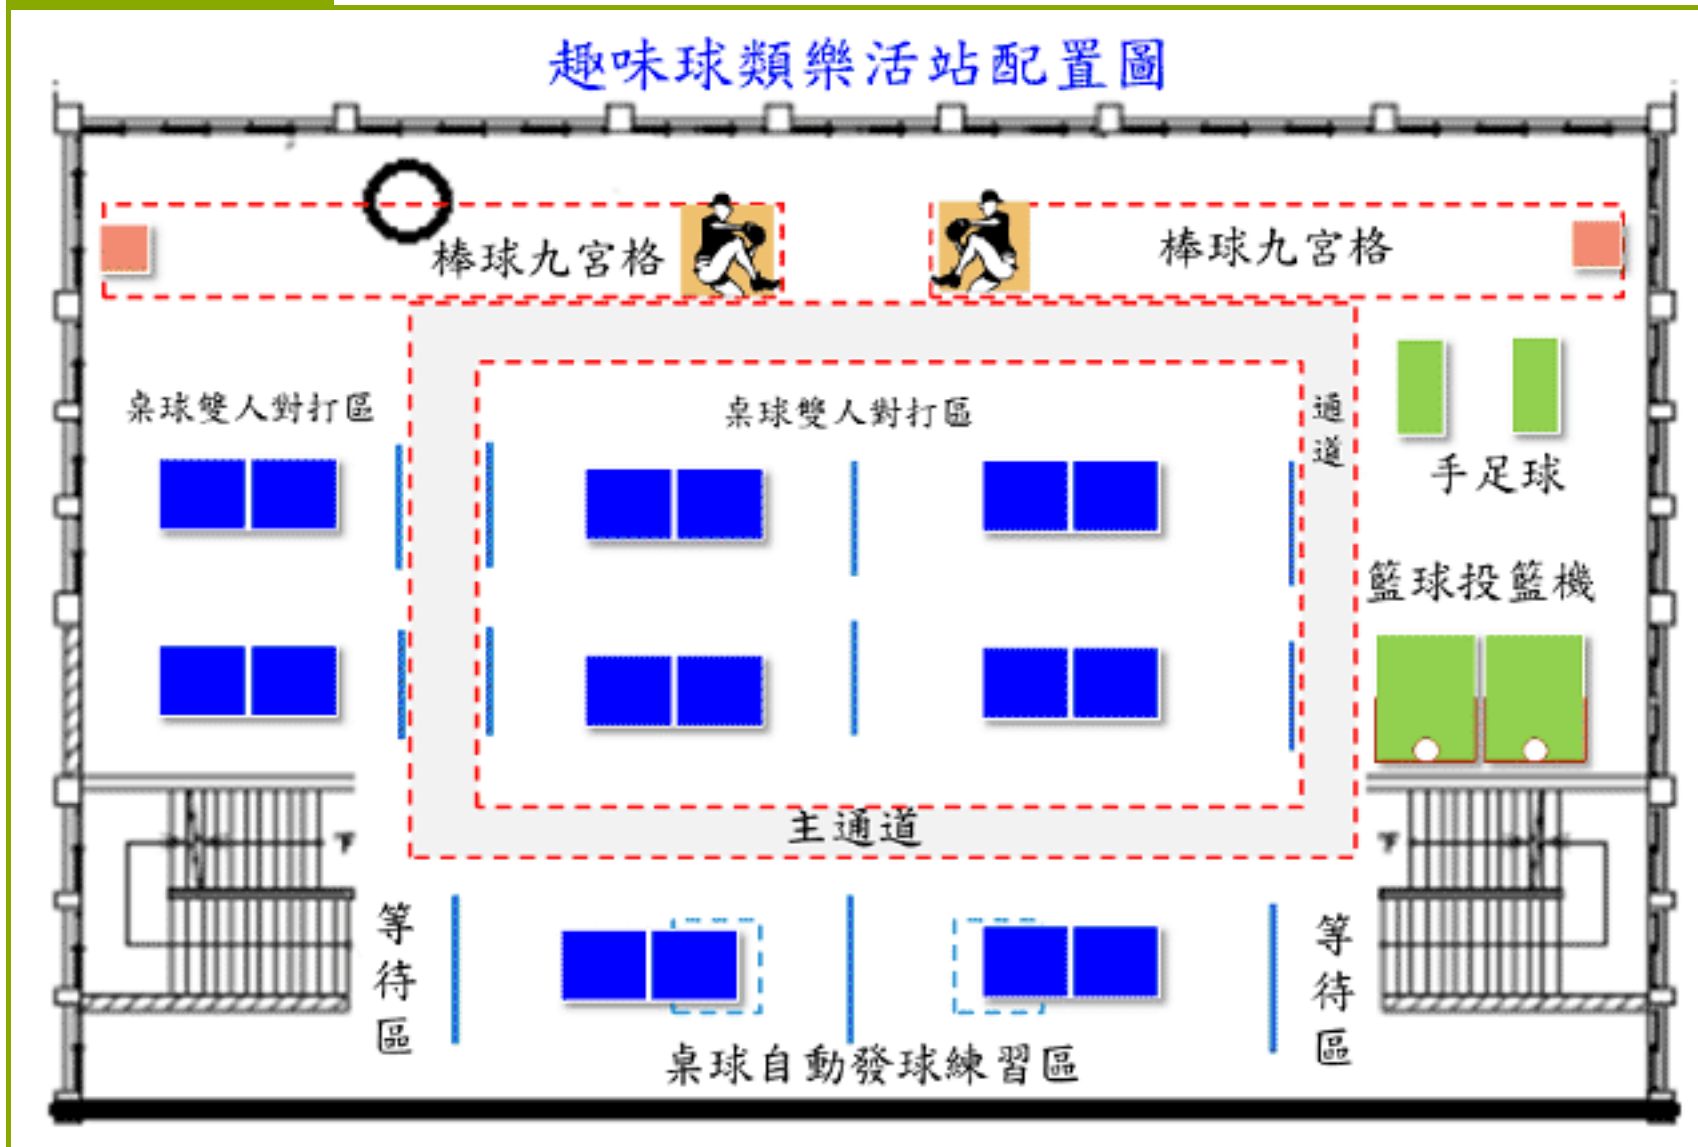 趣味球類樂活站配置圖
棒球九宮格
棒球九宮格
桌球雙人對打區
桌球雙人對打區
通道
手足球
籃球投籃機
主通道
下
下
等待區
等待區
桌球自動發球練習區